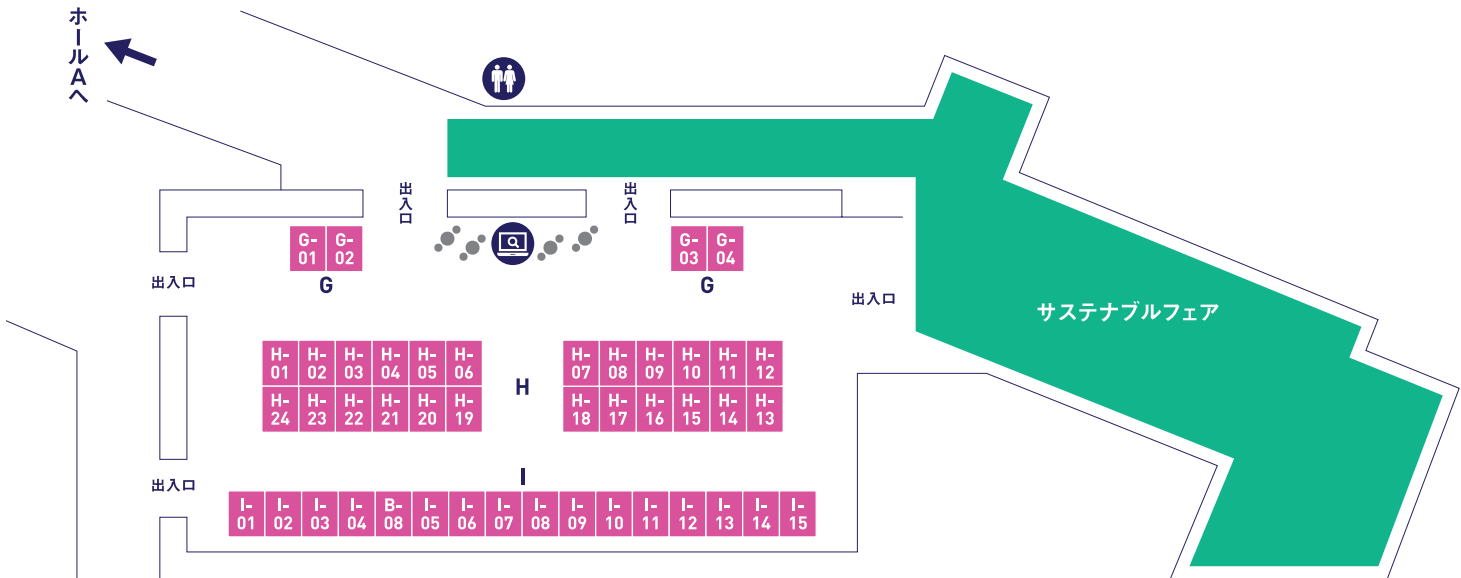 ホールAへ
出入口
出入口
G-01 G-02
G-03 G-04
G
G
出入口
出入口
サステナブルフェア
H-01 H-02 H-03 H-04 H-05 H-06
H-07 H-08 H-09 H-10 H-11 H-12
H
H-24 H-23 H-22 H-21 H-20 H-19
H-18 H-17 H-16 H-15 H-14 H-13
I
出入口
I-01 I-02 I-03 I-04 B-08 I-05 I-06 I-07 I-08 I-09 I-10 I-11 I-12 I-13 I-14 I-15